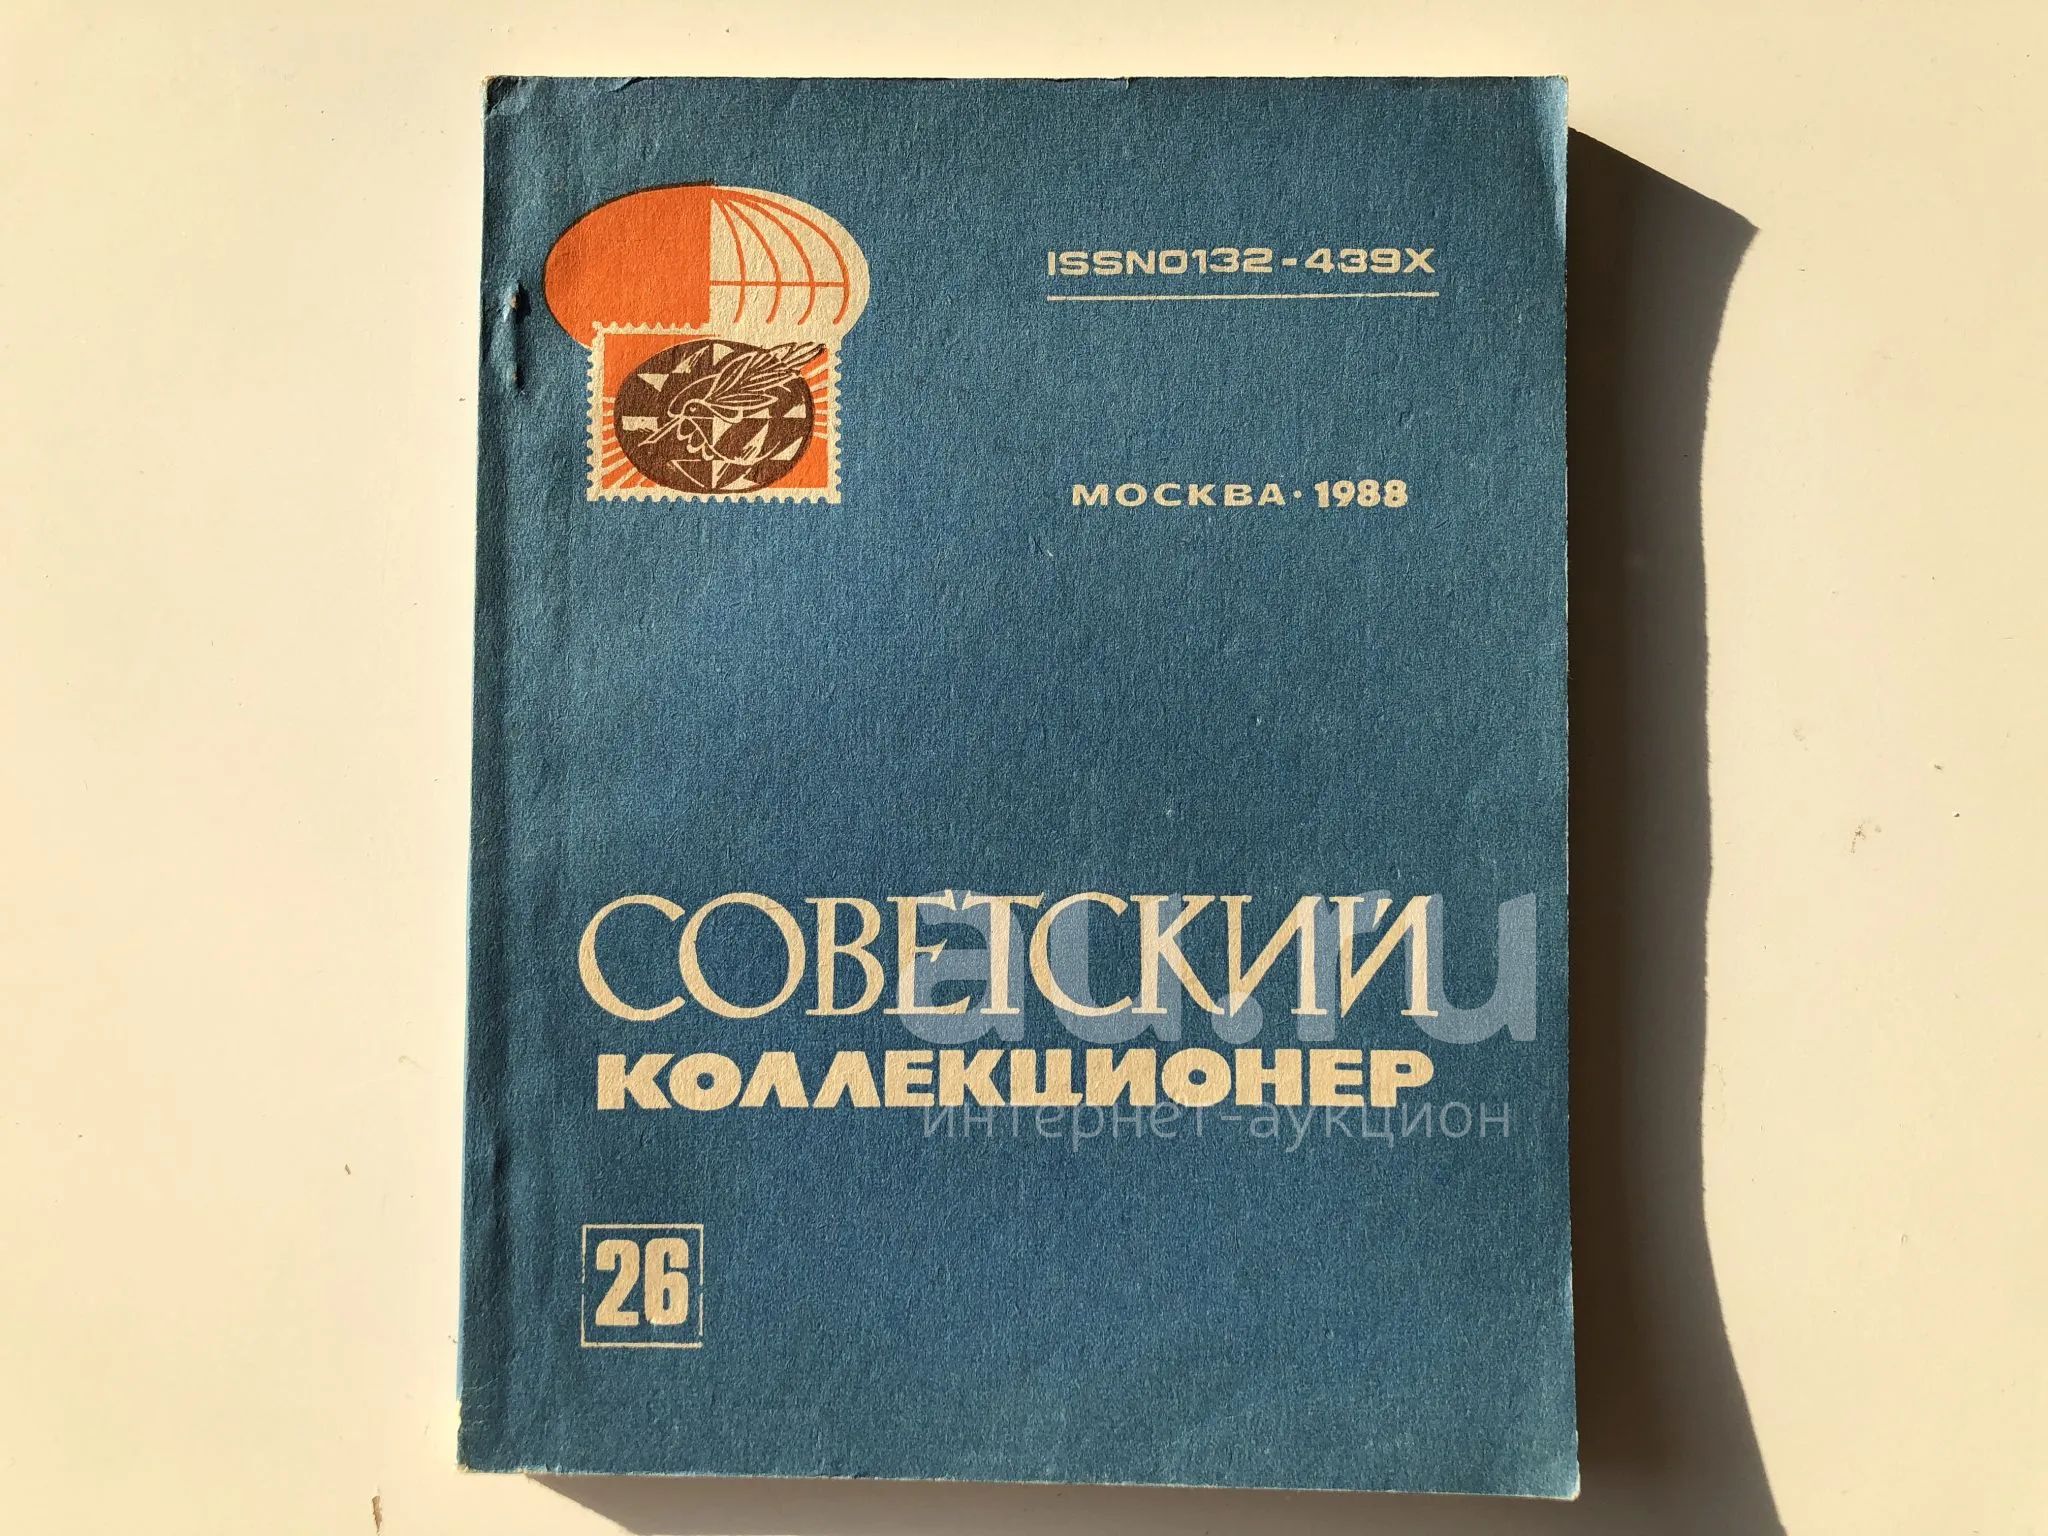 ISSN0132-439X
МОСКВА·1988
СОВЕТСКИЙ
КОЛЛЕКЦИОНЕР
au.ru
интернет-аукцион
26